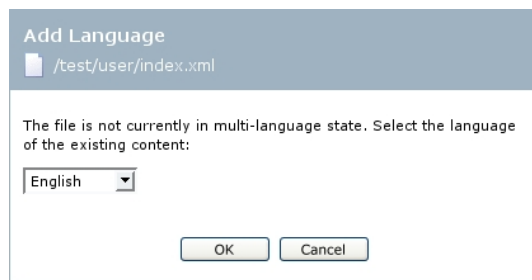 Add Language
/test/user/index.xml
The file is not currently in multi-language state. Select the language
of the existing content:
English
OK
Cancel